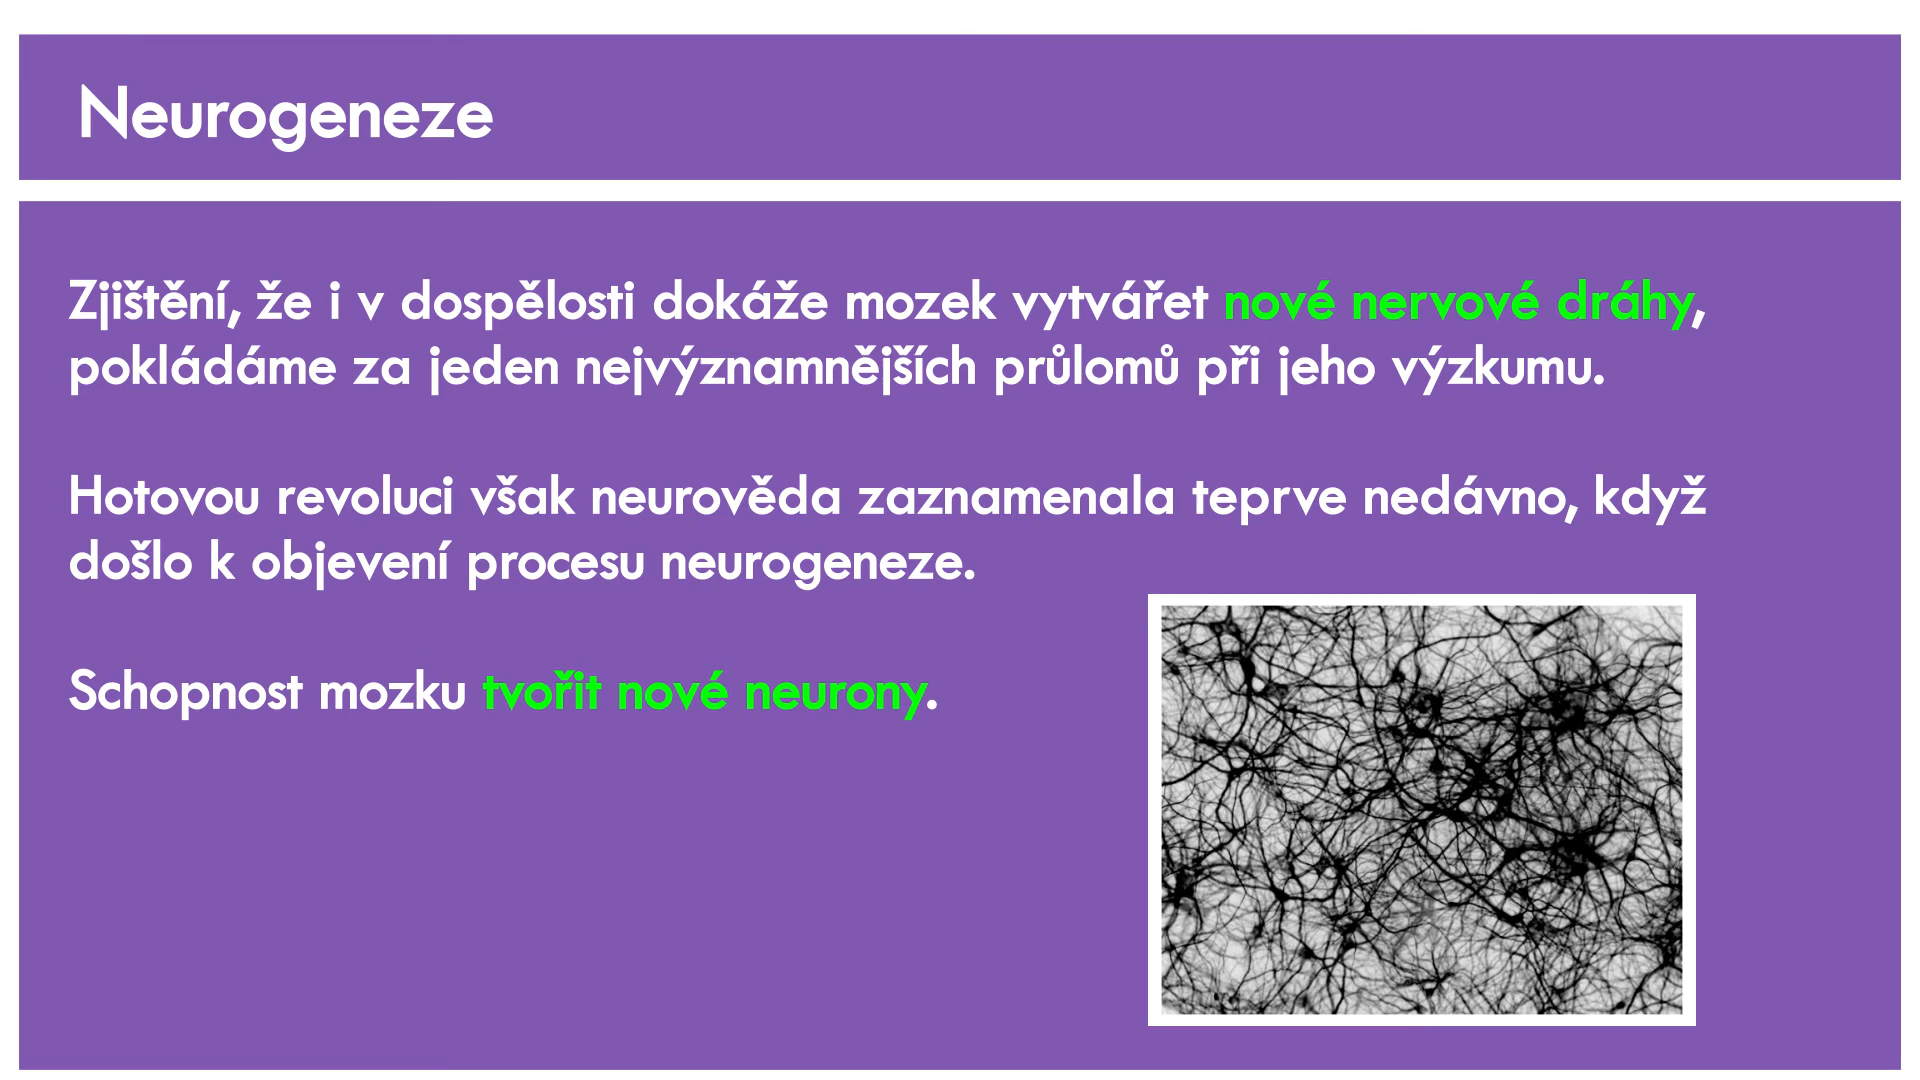 Neurogeneze
Zjištění, že i v dospělosti dokáže mozek vytvářet nové nervové dráhy,
pokládáme za jeden nejvýznamnějších průlomů při jeho výzkumu.
Hotovou revoluci však neurověda zaznamenala teprve nedávno, když
došlo k objevení procesu neurogeneze.
Schopnost mozku tvořit nové neurony.